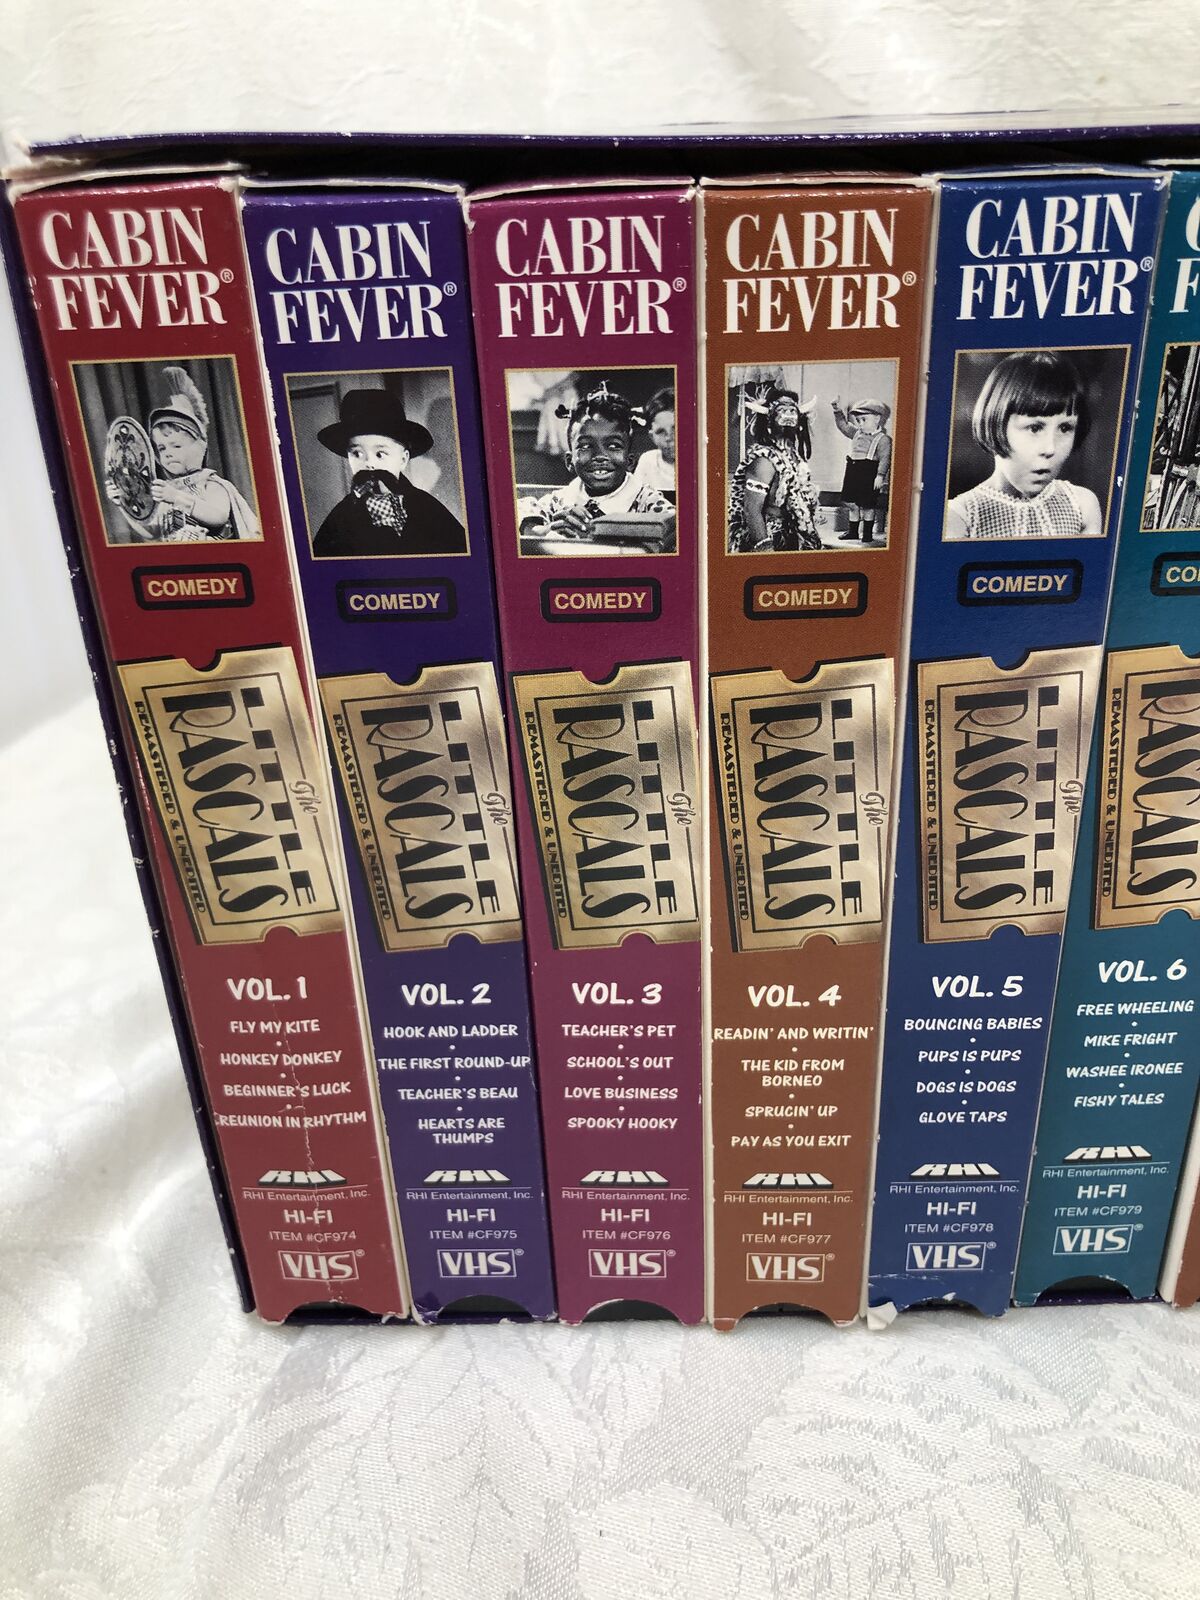 CABIN
FEVER®
COMEDY
The
LITTLE
RASCALS
REMASTERED & UNEDITED
VOL. 1
FLY MY KITE
•
HONKEY DONKEY
•
BEGINNER'S LUCK
•
REUNION IN RHYTHM
RHI
RHI Entertainment, Inc.
HI-FI
ITEM #CF974
VHS®
CABIN
FEVER®
COMEDY
The
LITTLE
RASCALS
REMASTERED & UNEDITED
VOL. 2
HOOK AND LADDER
•
THE FIRST ROUND-UP
•
TEACHER'S BEAU
•
HEARTS ARE
THUMPS
RHI
RHI Entertainment, Inc.
HI-FI
ITEM #CF975
VHS®
CABIN
FEVER®
COMEDY
The
LITTLE
RASCALS
REMASTERED & UNEDITED
VOL. 3
TEACHER'S PET
•
SCHOOL'S OUT
•
LOVE BUSINESS
•
SPOOKY HOOKY
RHI
RHI Entertainment, Inc.
HI-FI
ITEM #CF976
VHS®
CABIN
FEVER®
COMEDY
The
LITTLE
RASCALS
REMASTERED & UNEDITED
VOL. 4
READIN' AND WRITIN'
•
THE KID FROM
BORNEO
•
SPRUCIN' UP
•
PAY AS YOU EXIT
RHI
RHI Entertainment, Inc.
HI-FI
ITEM #CF977
VHS®
CABIN
FEVER®
COMEDY
The
LITTLE
RASCALS
REMASTERED & UNEDITED
VOL. 5
BOUNCING BABIES
•
PUPS IS PUPS
•
DOGS IS DOGS
•
GLOVE TAPS
RHI
RHI Entertainment, Inc.
HI-FI
ITEM #CF978
VHS®
C
F
CO
RASCALS
REMASTERED & UNEDITED
VOL. 6
FREE WHEELING
•
MIKE FRIGHT
•
WASHEE IRONEE
•
FISHY TALES
RHI
RHI Entertainment, Inc.
HI-FI
ITEM #CF979
VHS®